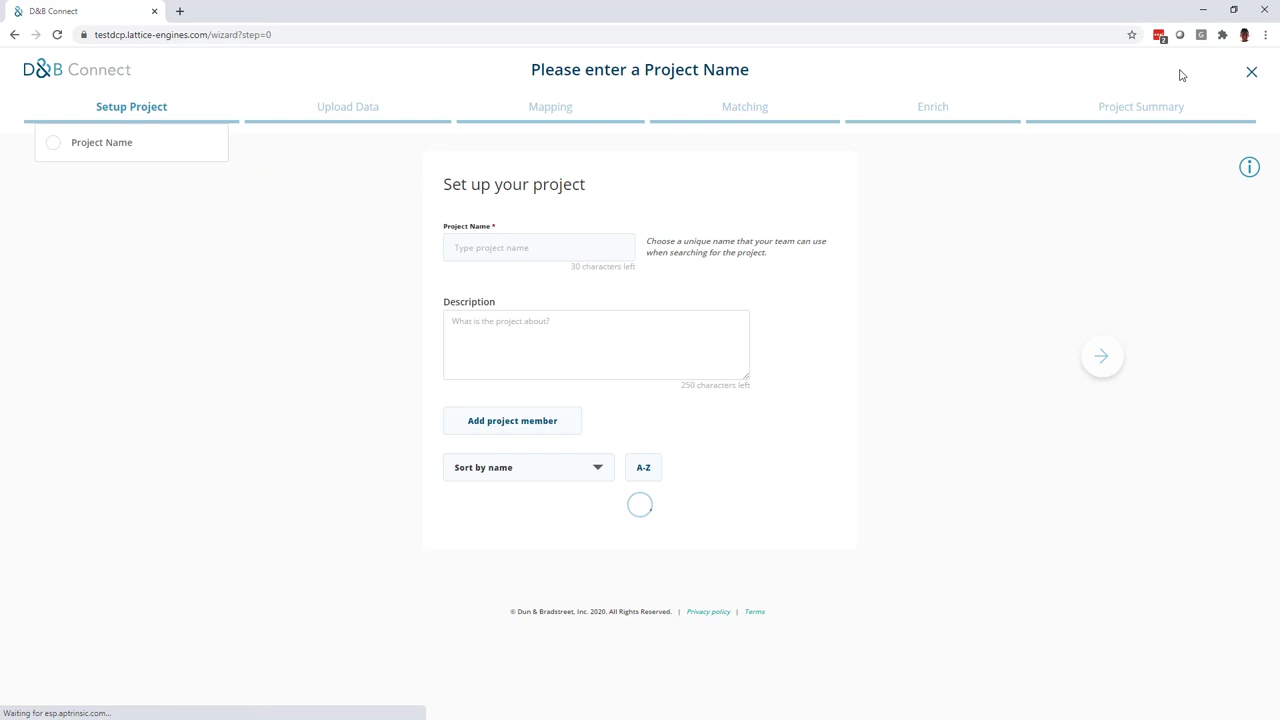 D&B Connect
testdcp.lattice-engines.com/wizard?step=0
2
D&B Connect
Please enter a Project Name
Setup Project
Upload Data
Mapping
Matching
Enrich
Project Summary
Project Name
Set up your project
Project Name *
Type project name
Choose a unique name that your team can use
when searching for the project.
30 characters left
Description
What is the project about?
250 characters left
Add project member
Sort by name
A-Z
© Dun & Bradstreet, Inc. 2020. All Rights Reserved. | Privacy policy | Terms
Waiting for esp.aptrinsic.com...